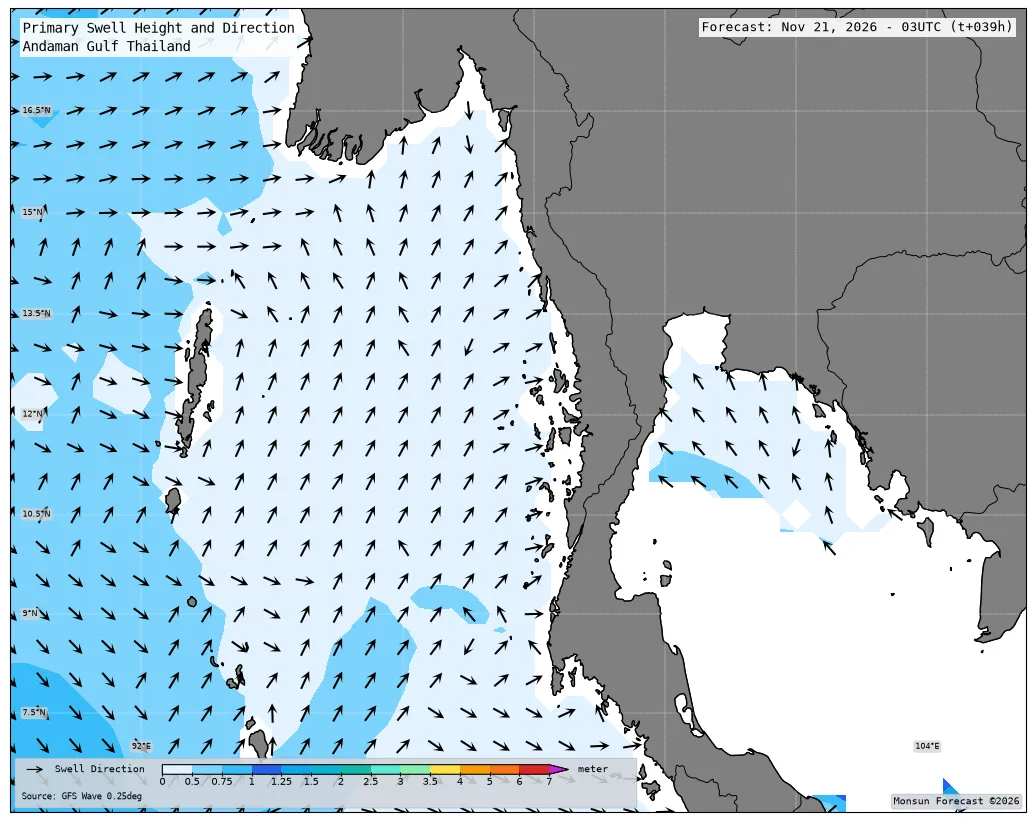 Primary Swell Height and Direction
Andaman Gulf Thailand
Forecast: Nov 21, 2026 - 03UTC (t+039h)
16.5°N
15°N
13.5°N
12°N
10.5°N
9°N
7.5°N
92°E
104°E
Swell Direction
0 0.5 0.75 1 1.25 1.5 2 2.5 3 3.5 4 5 6 7
meter
Source: GFS Wave 0.25deg
Monsun Forecast ©2026